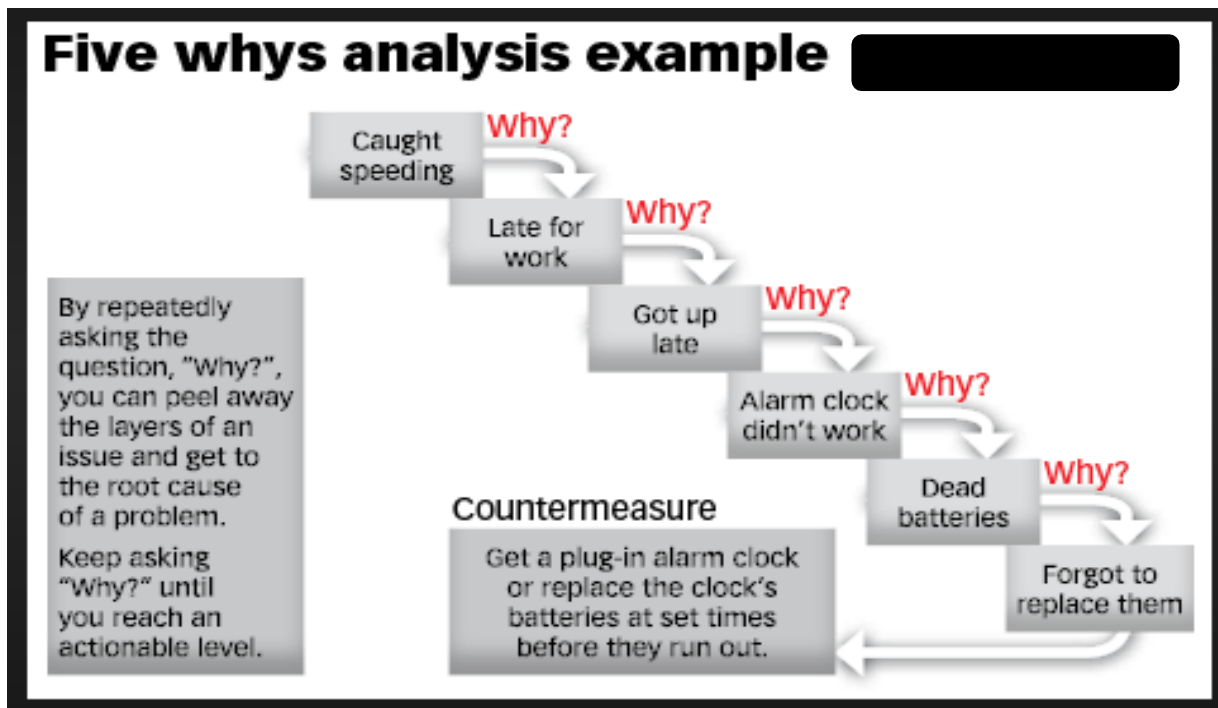 Five whys analysis example
Caught
speeding
Why?
Late for
work
Why?
Got up
late
Why?
Alarm clock
didn't work
Why?
Dead
batteries
Why?
Forgot to
replace them
By repeatedly
asking the
question, "Why?",
you can peel away
the layers of an
issue and get to
the root cause
of a problem.
Keep asking
"Why?" until
you reach an
actionable level.
Countermeasure
Get a plug-in alarm clock
or replace the clock's
batteries at set times
before they run out.